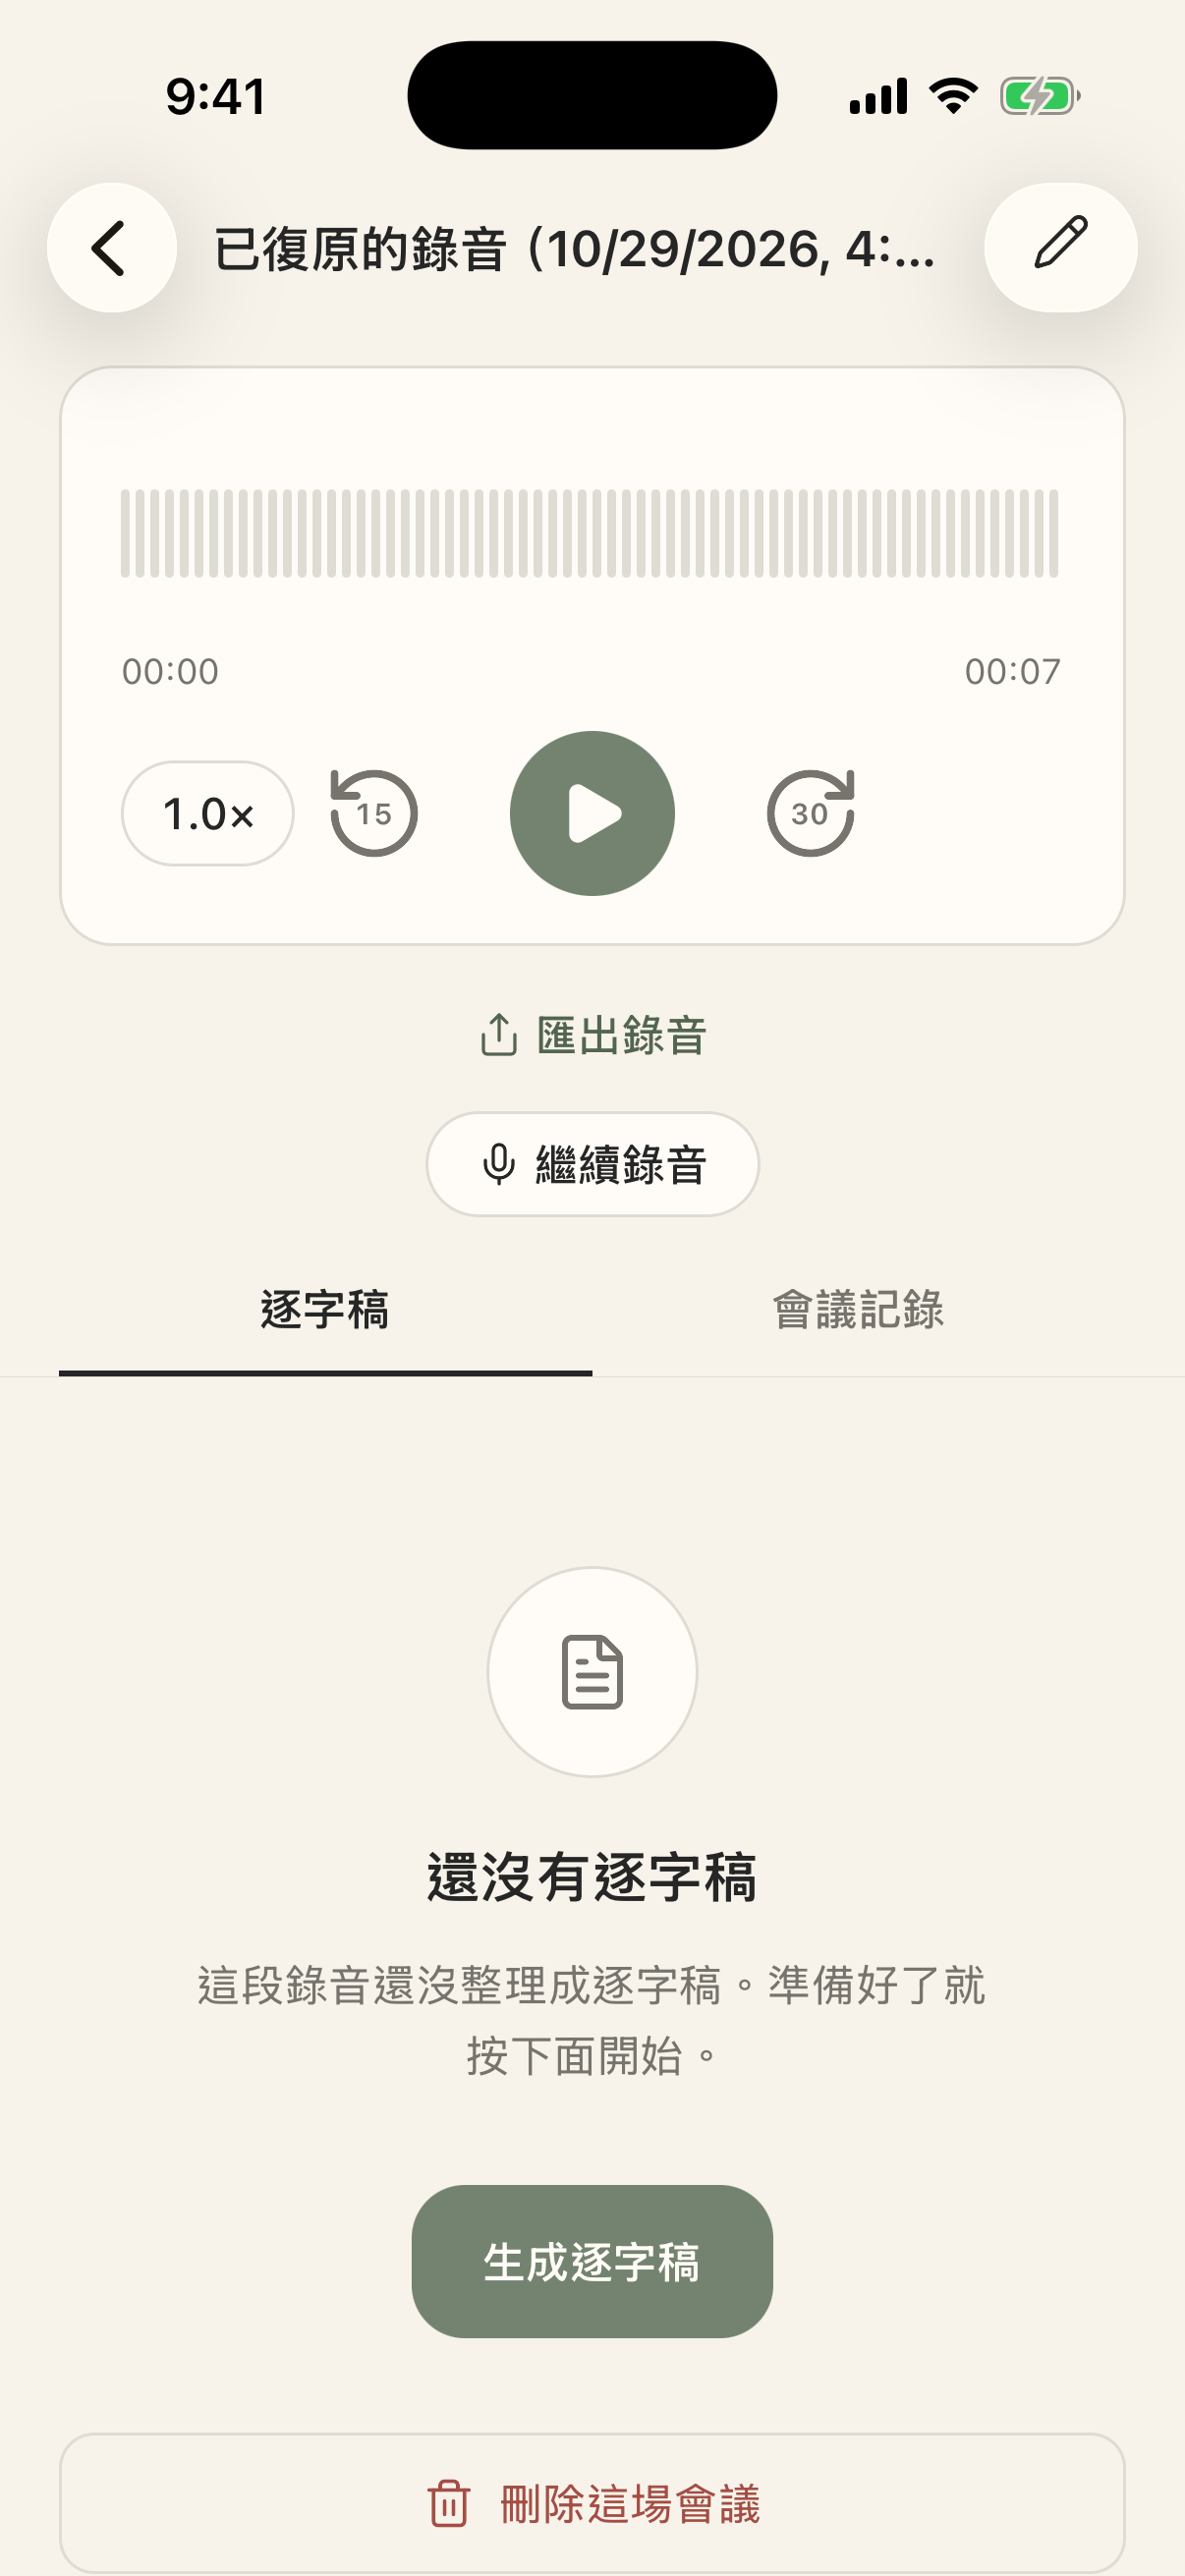 9:41
已復原的錄音 (10/29/2026, 4:...
00:00
00:07
1.0×
15
30
匯出錄音
繼續錄音
逐字稿
會議記錄
還沒有逐字稿
這段錄音還沒整理成逐字稿。準備好了就
按下面開始。
生成逐字稿
刪除這場會議